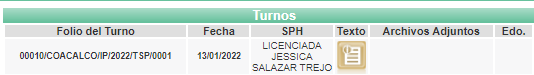 Turnos
Folio del Turno Fecha SPH Texto Archivos Adjuntos Edo.
00010/COACALCO/IP/2022/TSP/0001 13/01/2022 LICENCIADA
JESSICA
SALAZAR TREJO